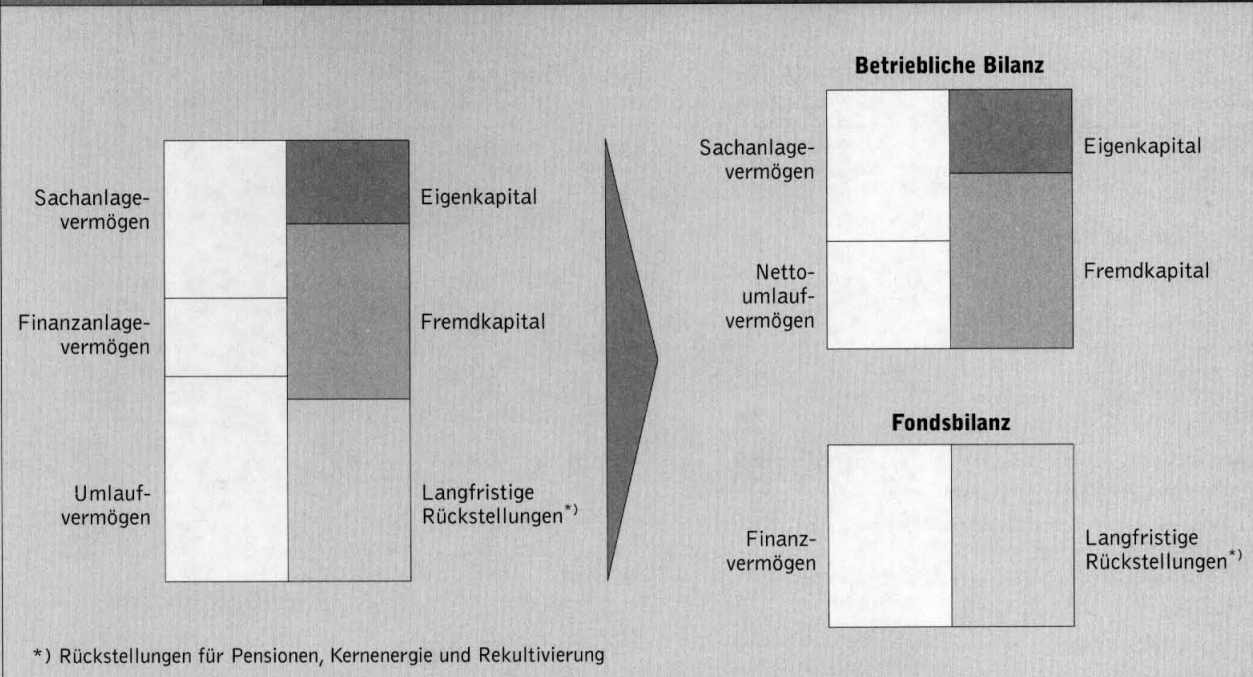 Sachanlage-
vermögen
Finanzanlage-
vermögen
Umlauf-
vermögen
Eigenkapital
Fremdkapital
Langfristige
Rückstellungen*)
Betriebliche Bilanz
Sachanlage-
vermögen
Netto-
umlauf-
vermögen
Eigenkapital
Fremdkapital
Fondsbilanz
Finanz-
vermögen
Langfristige
Rückstellungen*)
*) Rückstellungen für Pensionen, Kernenergie und Rekultivierung